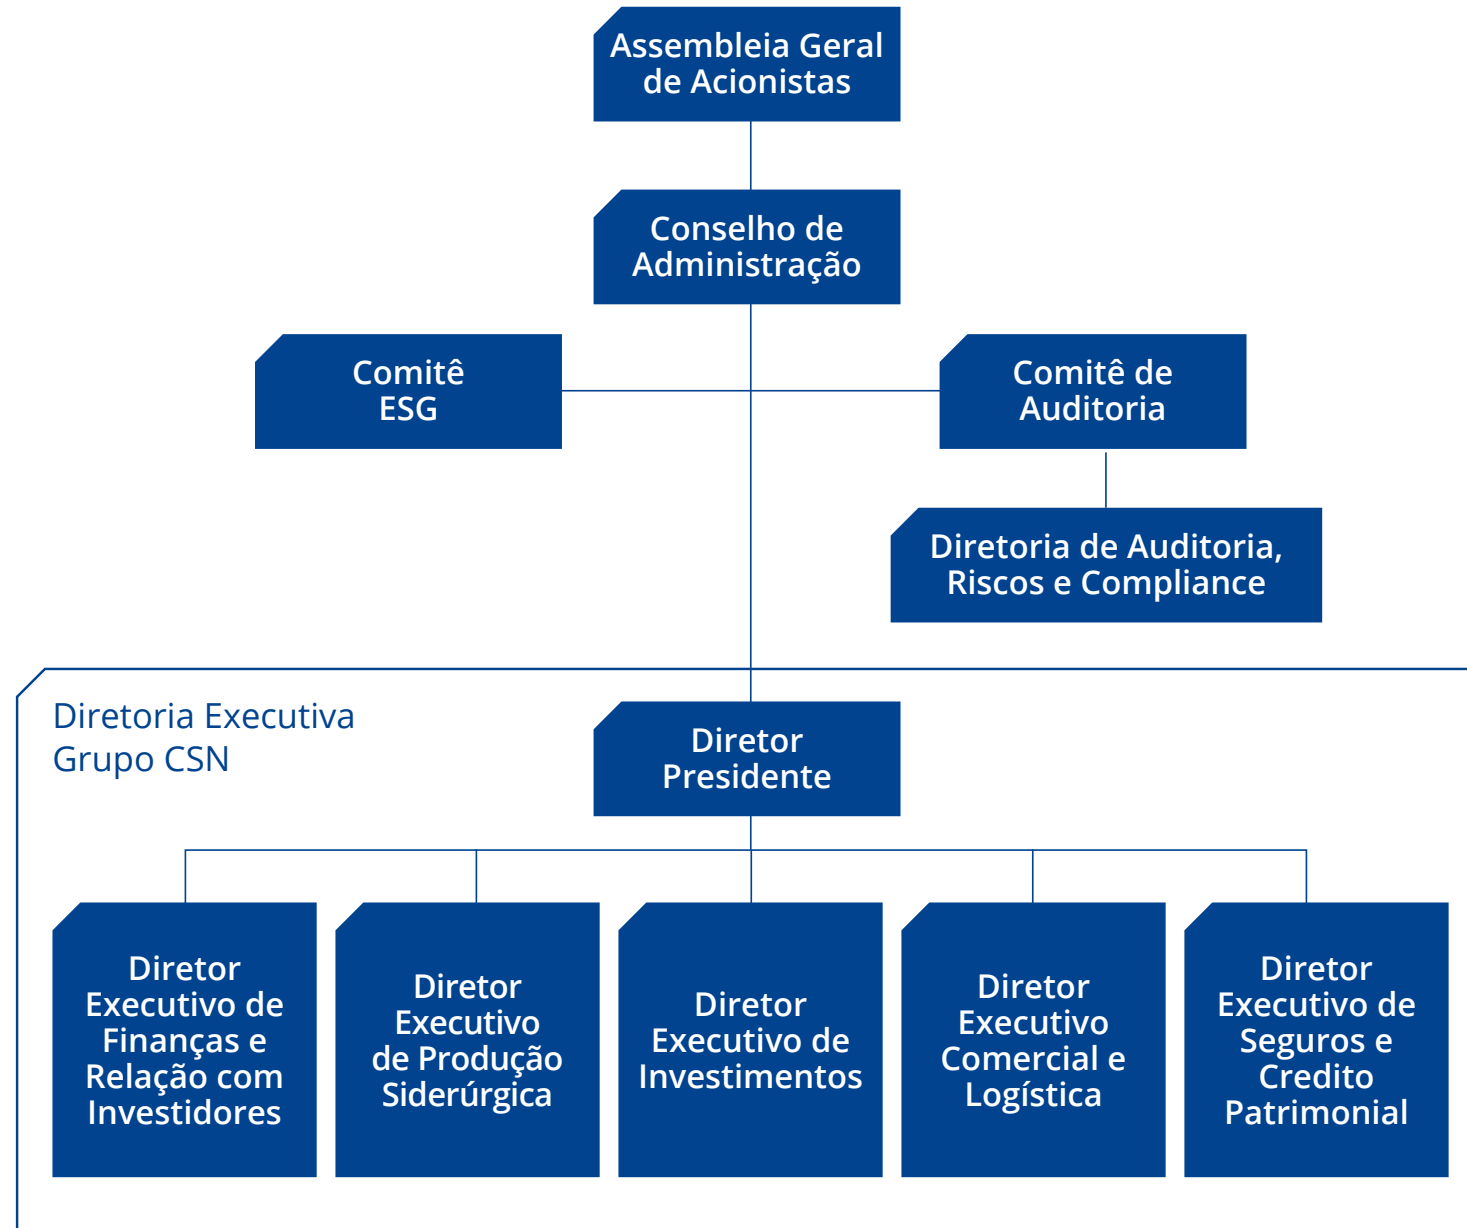 Assembleia Geral
de Acionistas
Conselho de
Administração
Comitê
ESG
Comitê de
Auditoria
Diretoria de Auditoria,
Riscos e Compliance
Diretoria Executiva
Grupo CSN
Diretor
Presidente
Diretor
Executivo de
Finanças e
Relação com
Investidores
Diretor
Executivo
de Produção
Siderúrgica
Diretor
Executivo de
Investimentos
Diretor
Executivo
Comercial e
Logística
Diretor
Executivo de
Seguros e
Credito
Patrimonial